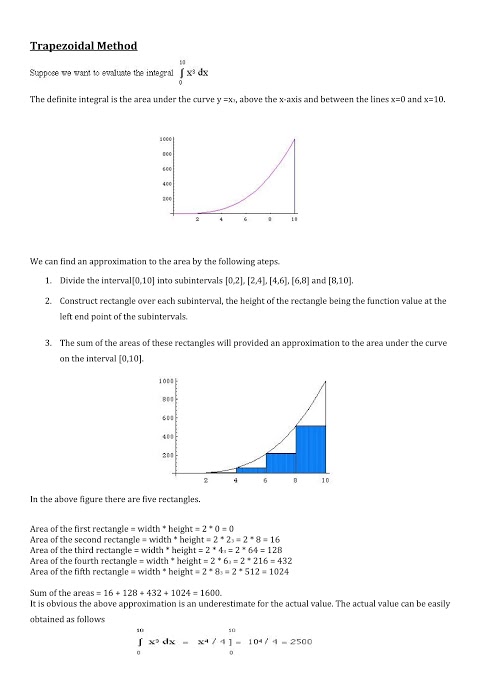 Trapezoidal Method
10
Suppose we want to evaluate the integral ∫ x³ dx
0
The definite integral is the area under the curve y =x₃, above the x-axis and between the lines x=0 and x=10.
1000
800
600
400
200
2 4 6 8 10
We can find an approximation to the area by the following ateps.
1. Divide the interval[0,10] into subintervals [0,2], [2,4], [4,6], [6,8] and [8,10].
2. Construct rectangle over each subinterval, the height of the rectangle being the function value at the
left end point of the subintervals.
3. The sum of the areas of these rectangles will provided an approximation to the area under the curve
on the interval [0,10].
1000
800
600
400
200
2 4 6 8 10
In the above figure there are five rectangles.
Area of the first rectangle = width * height = 2 * 0 = 0
Area of the second rectangle = width * height = 2 * 2₃ = 2 * 8 = 16
Area of the third rectangle = width * height = 2 * 4₃ = 2 * 64 = 128
Area of the fourth rectangle = width * height = 2 * 6₃ = 2 * 216 = 432
Area of the fifth rectangle = width * height = 2 * 8₃ = 2 * 512 = 1024
Sum of the areas = 16 + 128 + 432 + 1024 = 1600.
It is obvious the above approximation is an underestimate for the actual value. The actual value can be easily
obtained as follows
10 10
∫ x³ dx = x⁴ / 4 ] = 10⁴ / 4 = 2500
0 0